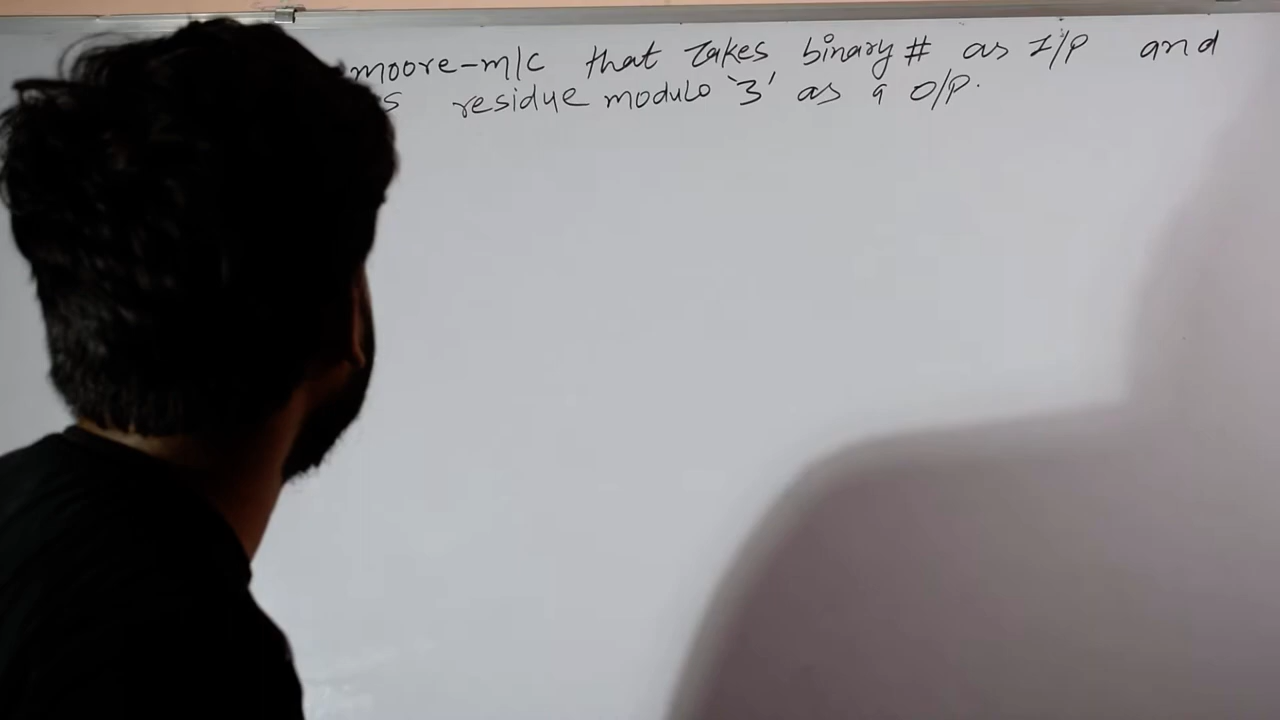 moore-m/c that takes binary # as I/P and
residue modulo '3' as a O/P.